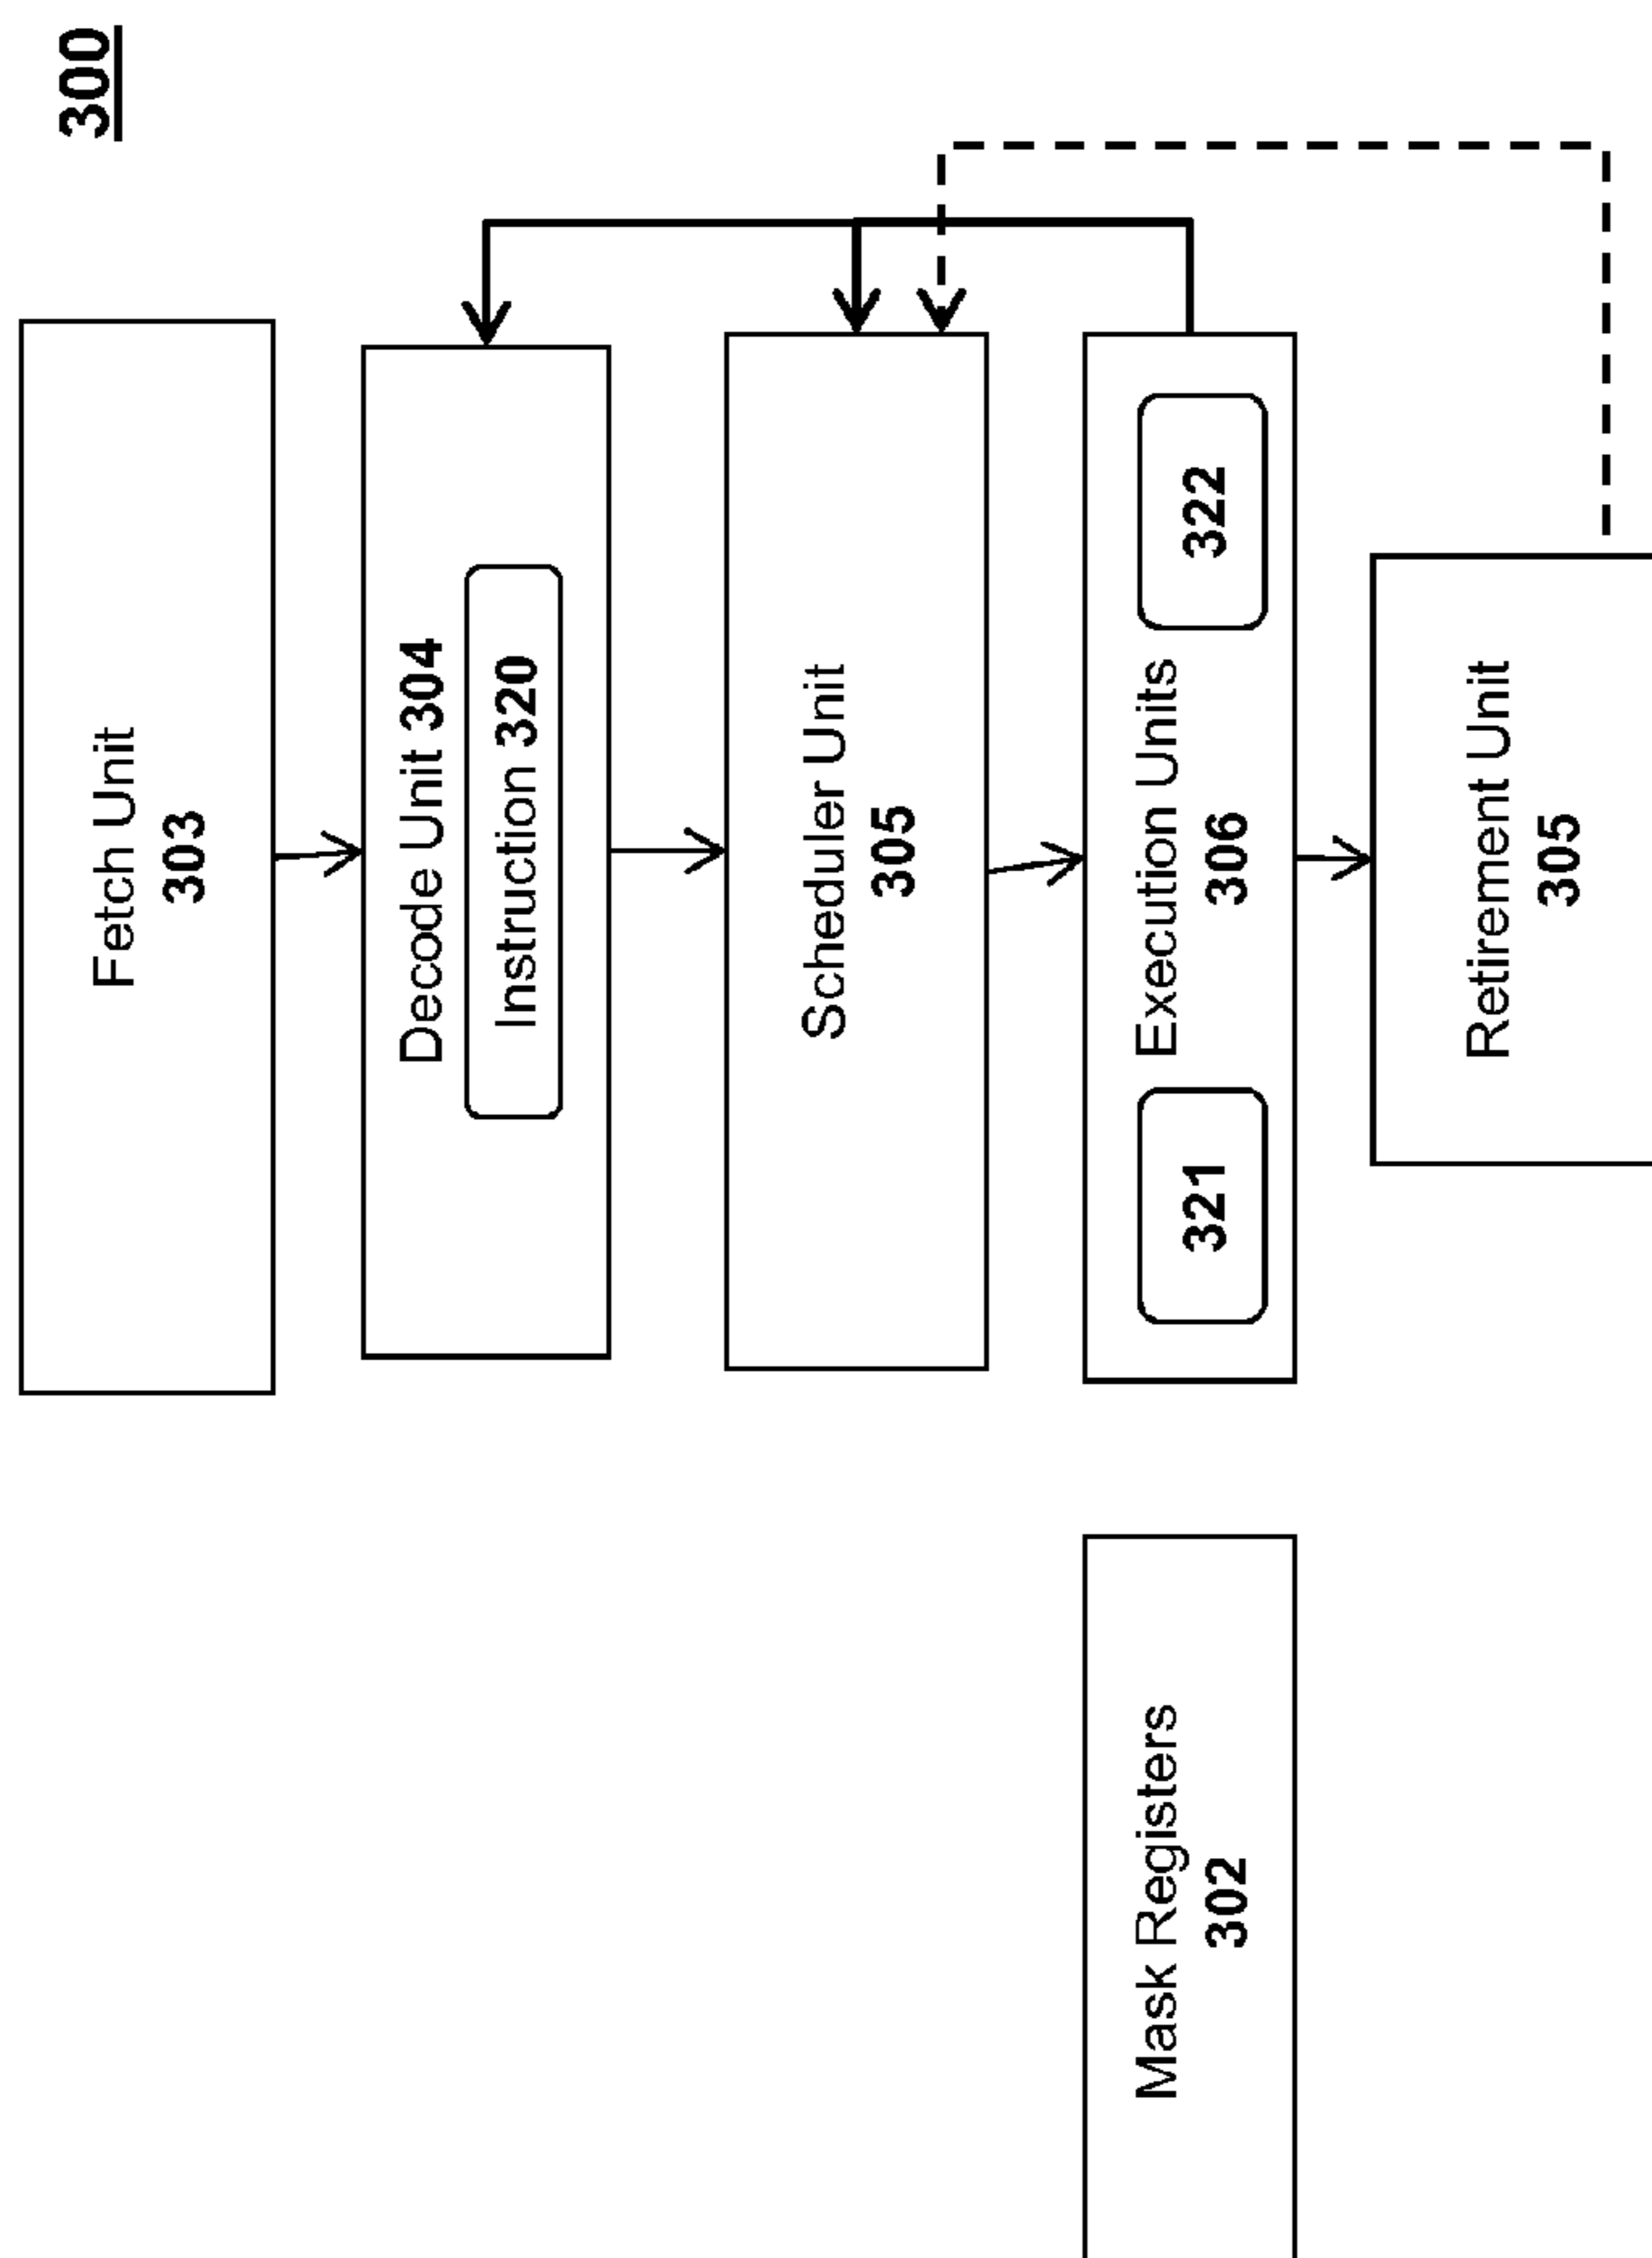 300
Fetch Unit
303
Decode Unit 304
Instruction 320
Scheduler Unit
305
Mask Registers
302
321
Execution Units
306
322
Retirement Unit
305